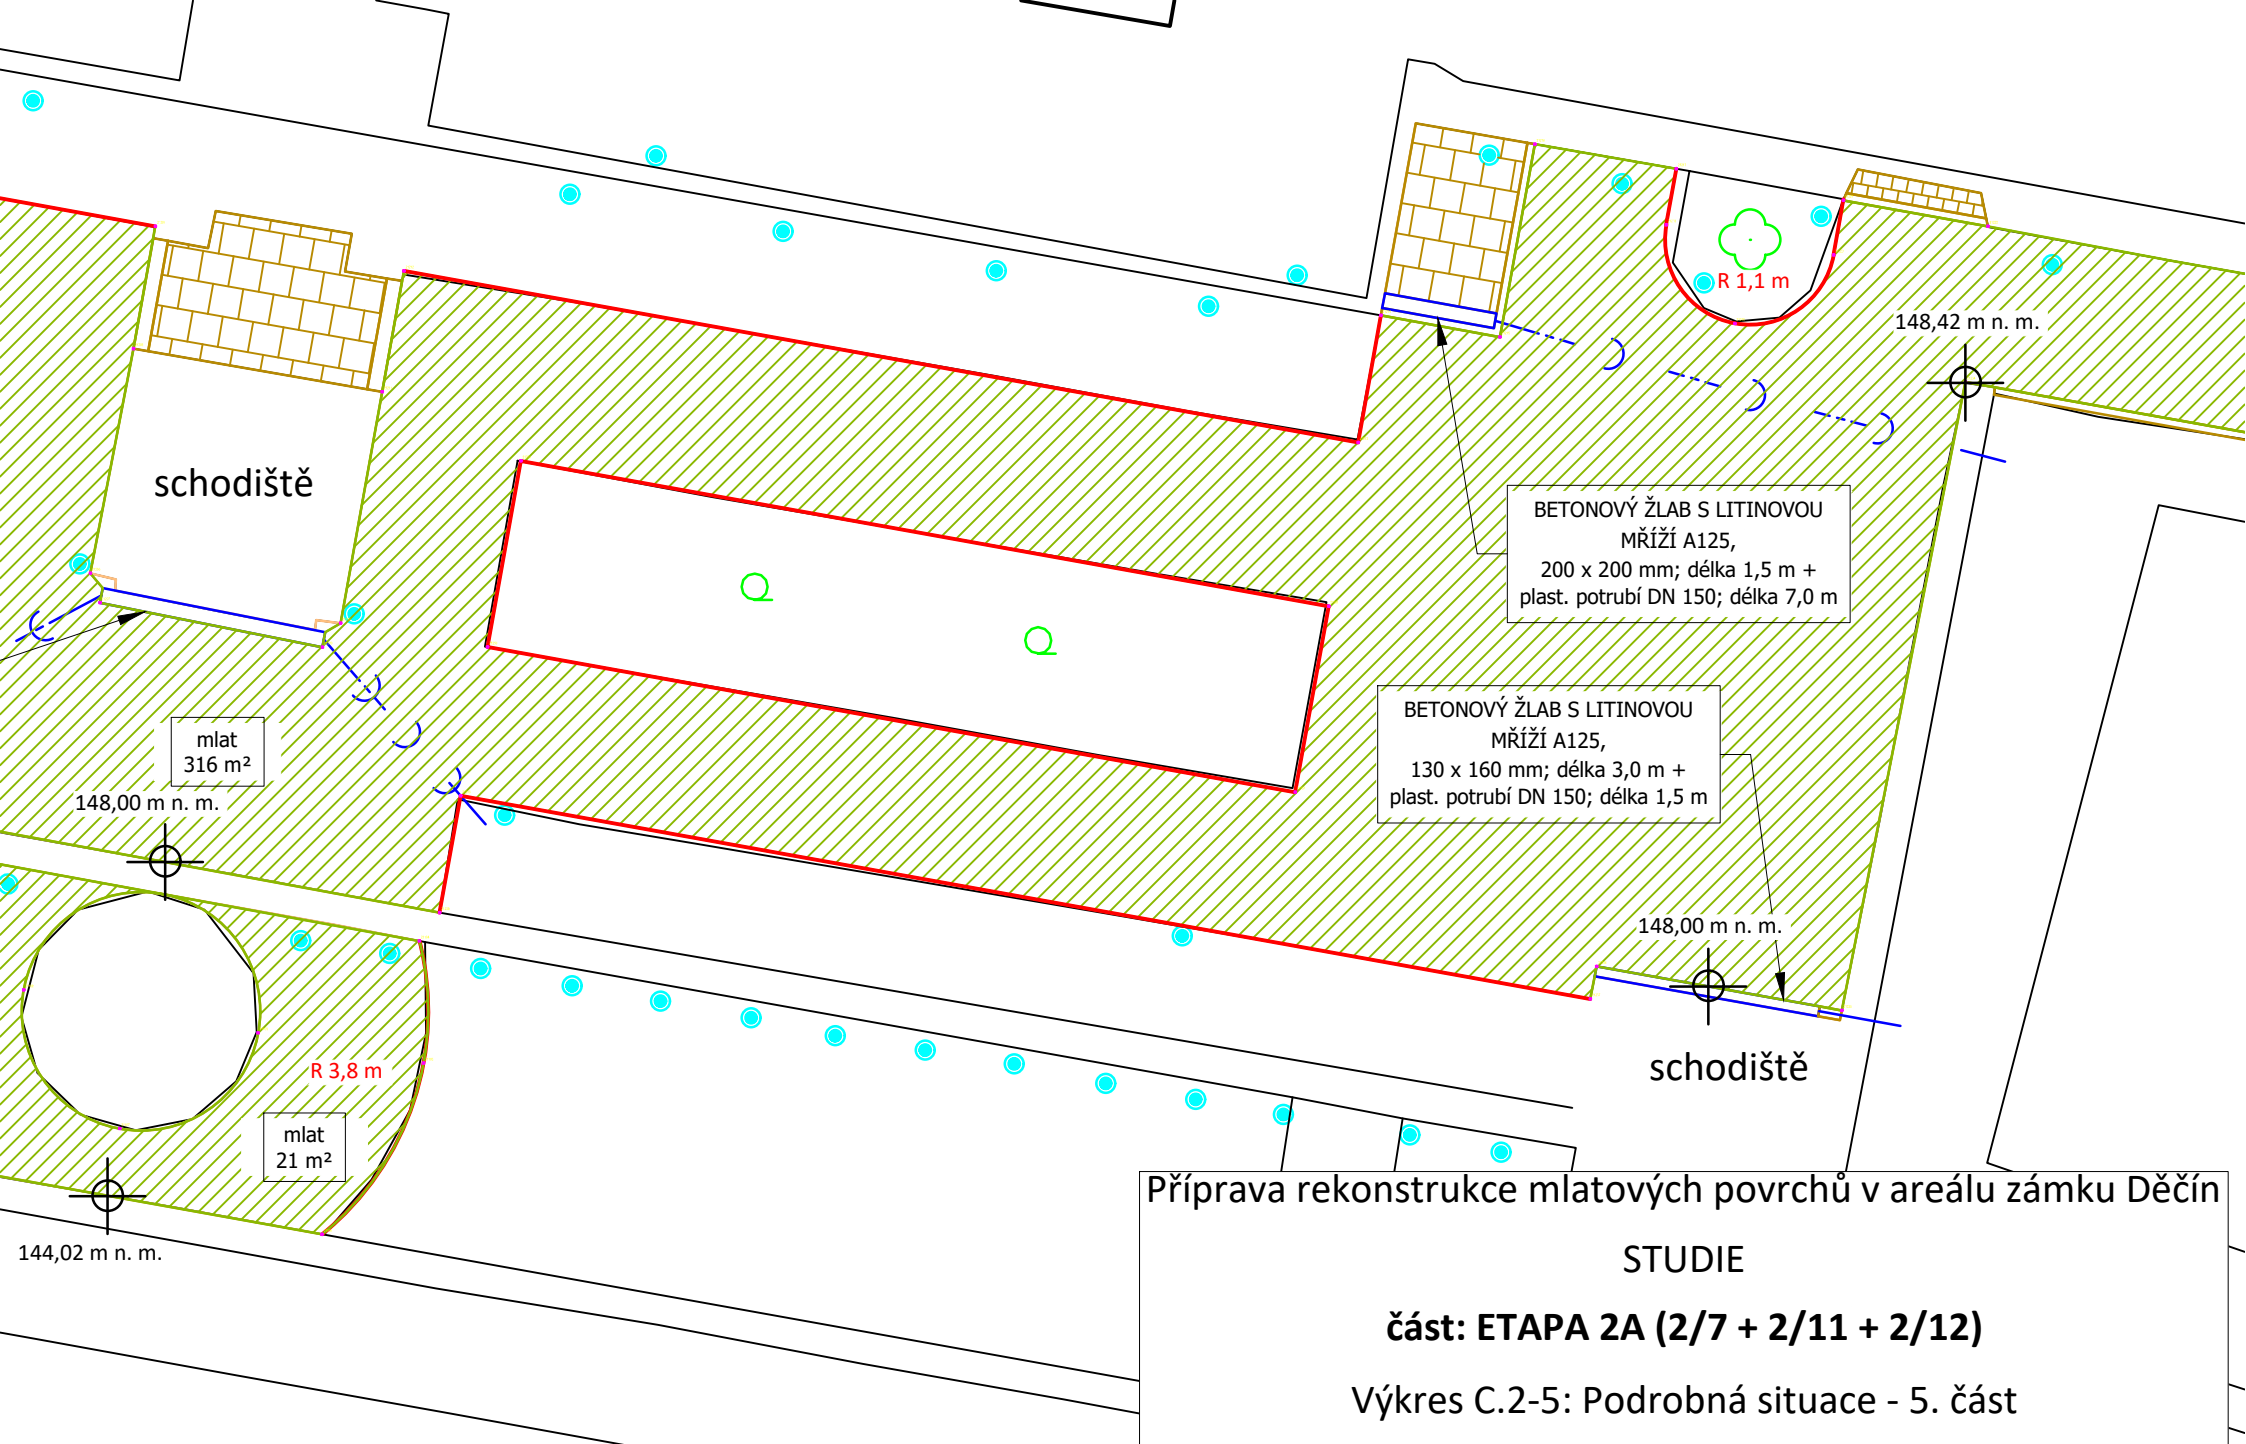 R 1,1 m
148,42 m n. m.
schodiště
BETONOVÝ ŽLAB S LITINOVOU
MŘÍŽÍ A125,
200 x 200 mm; délka 1,5 m +
plast. potrubí DN 150; délka 7,0 m
BETONOVÝ ŽLAB S LITINOVOU
MŘÍŽÍ A125,
130 x 160 mm; délka 3,0 m +
plast. potrubí DN 150; délka 1,5 m
mlat
316 m²
148,00 m n. m.
148,00 m n. m.
schodiště
R 3,8 m
mlat
21 m²
144,02 m n. m.
Příprava rekonstrukce mlatových povrchů v areálu zámku Děčín
STUDIE
část: ETAPA 2A (2/7 + 2/11 + 2/12)
Výkres C.2-5: Podrobná situace - 5. část